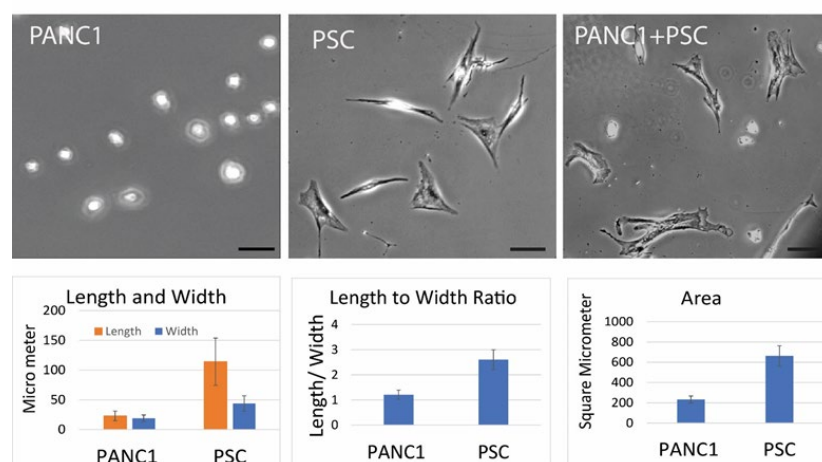 PANC1
PSC
PANC1+PSC
Length and Width
Micro meter
200
150
100
50
0
Length
Width
PANC1
PSC
Length to Width Ratio
Length/ Width
4
3
2
1
0
PANC1
PSC
Area
Square Micrometer
1000
800
600
400
200
0
PANC1
PSC